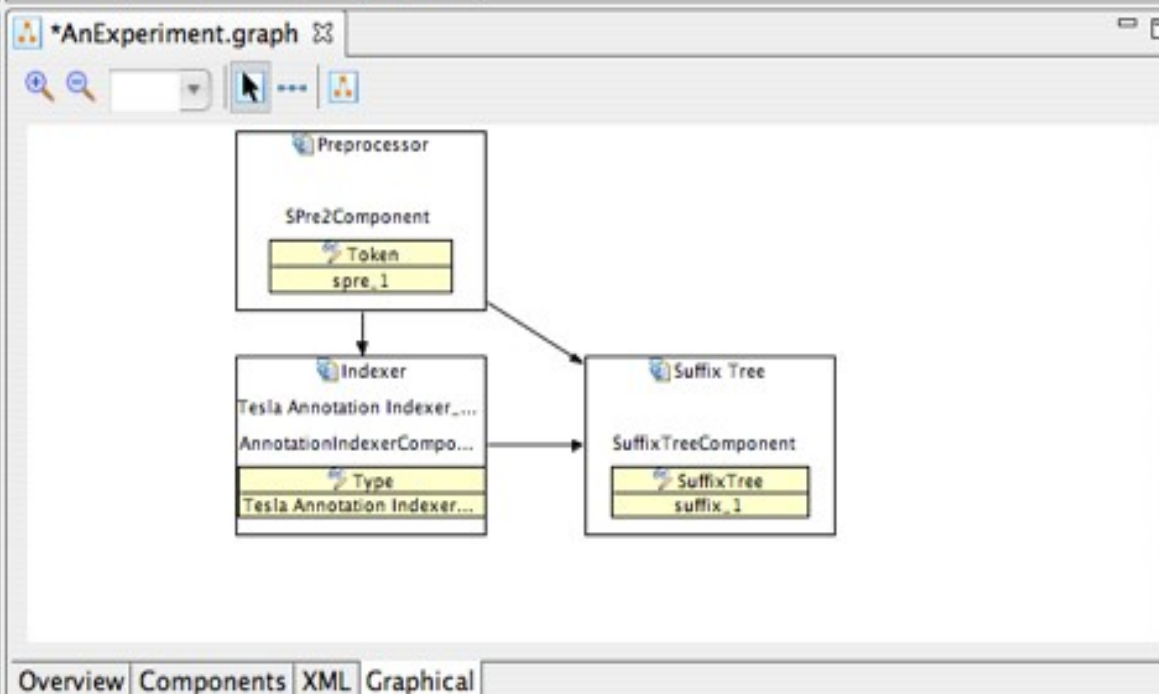 *AnExperiment.graph
Preprocessor
SPre2Component
Token
spre_1
Indexer
Tesla Annotation Indexer_...
AnnotationIndexerCompo...
Type
Tesla Annotation Indexer...
Suffix Tree
SuffixTreeComponent
SuffixTree
suffix_1
Overview Components XML Graphical